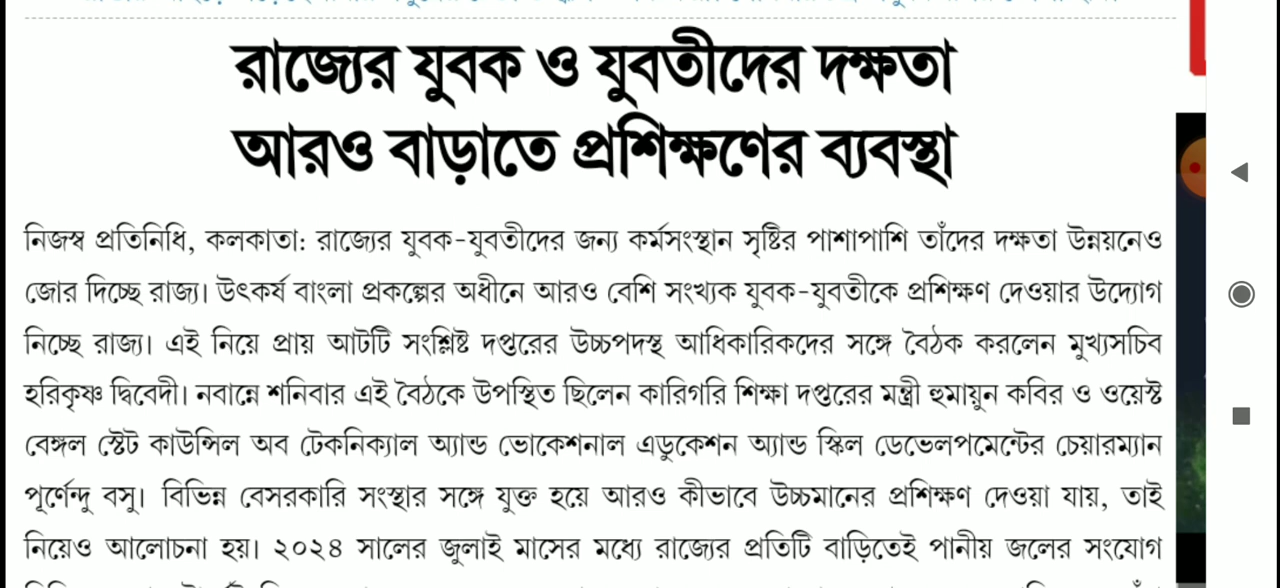 রাজ্যের যুবক ও যুবতীদের দক্ষতা
আরও বাড়াতে প্রশিক্ষণের ব্যবস্থা
নিজস্ব প্রতিনিধি, কলকাতা: রাজ্যের যুবক-যুবতীদের জন্য কর্মসংস্থান সৃষ্টির পাশাপাশি তাঁদের দক্ষতা উন্নয়নেও
জোর দিচ্ছে রাজ্য। উৎকর্ষ বাংলা প্রকল্পের অধীনে আরও বেশি সংখ্যক যুবক-যুবতীকে প্রশিক্ষণ দেওয়ার উদ্যোগ
নিচ্ছে রাজ্য। এই নিয়ে প্রায় আটটি সংশ্লিষ্ট দপ্তরের উচ্চপদস্থ আধিকারিকদের সঙ্গে বৈঠক করলেন মুখ্যসচিব
হরিকৃষ্ণ দ্বিবেদী। নবান্নে শনিবার এই বৈঠকে উপস্থিত ছিলেন কারিগরি শিক্ষা দপ্তরের মন্ত্রী হুমায়ুন কবির ও ওয়েস্ট
বেঙ্গল স্টেট কাউন্সিল অব টেকনিক্যাল অ্যান্ড ভোকেশনাল এডুকেশন অ্যান্ড স্কিল ডেভেলপমেন্টের চেয়ারম্যান
পূর্ণেন্দু বসু। বিভিন্ন বেসরকারি সংস্থার সঙ্গে যুক্ত হয়ে আরও কীভাবে উচ্চমানের প্রশিক্ষণ দেওয়া যায়, তাই
নিয়েও আলোচনা হয়। ২০২৪ সালের জুলাই মাসের মধ্যে রাজ্যের প্রতিটি বাড়িতেই পানীয় জলের সংযোগ